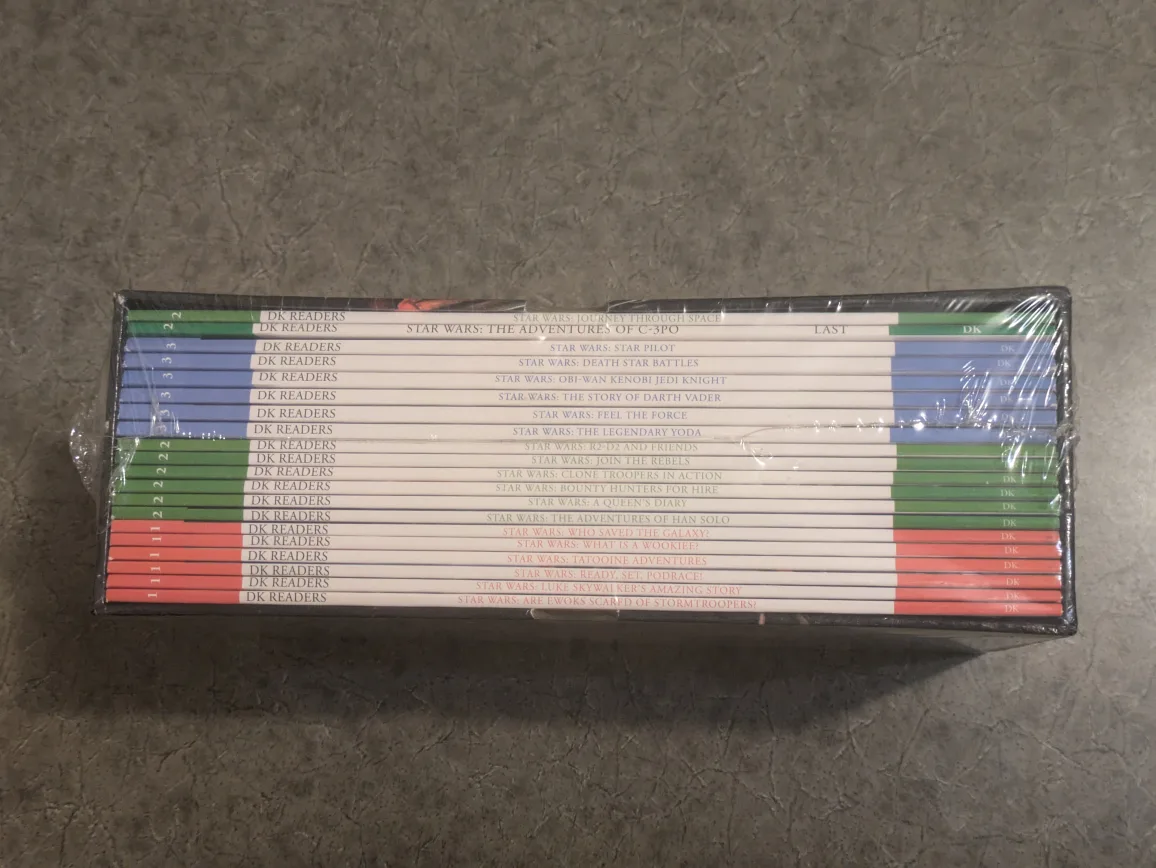 2 DK READERS STAR WARS: JOURNEY THROUGH SPACE
2 DK READERS STAR WARS: THE ADVENTURES OF C-3PO LAST DK
3 DK READERS STAR WARS: STAR PILOT DK
3 DK READERS STAR WARS: DEATH STAR BATTLES DK
3 DK READERS STAR WARS: OBI-WAN KENOBI JEDI KNIGHT DK
3 DK READERS STAR WARS: THE STORY OF DARTH VADER DK
3 DK READERS STAR WARS: FEEL THE FORCE DK
3 DK READERS STAR WARS: THE LEGENDARY YODA
2 DK READERS STAR WARS: R2-D2 AND FRIENDS
2 DK READERS STAR WARS: JOIN THE REBELS
2 DK READERS STAR WARS: CLONE TROOPERS IN ACTION DK
2 DK READERS STAR WARS: BOUNTY HUNTERS FOR HIRE DK
2 DK READERS STAR WARS: A QUEEN'S DIARY DK
2 DK READERS STAR WARS: THE ADVENTURES OF HAN SOLO DK
1 DK READERS STAR WARS: WHO SAVED THE GALAXY? DK
1 DK READERS STAR WARS: WHAT IS A WOOKIEE? DK
1 DK READERS STAR WARS: TATOOINE ADVENTURES DK
1 DK READERS STAR WARS: READY, SET, PODRACE! DK
1 DK READERS STAR WARS: LUKE SKYWALKER'S AMAZING STORY DK
1 DK READERS STAR WARS: ARE EWOKS SCARED OF STORMTROOPERS? DK